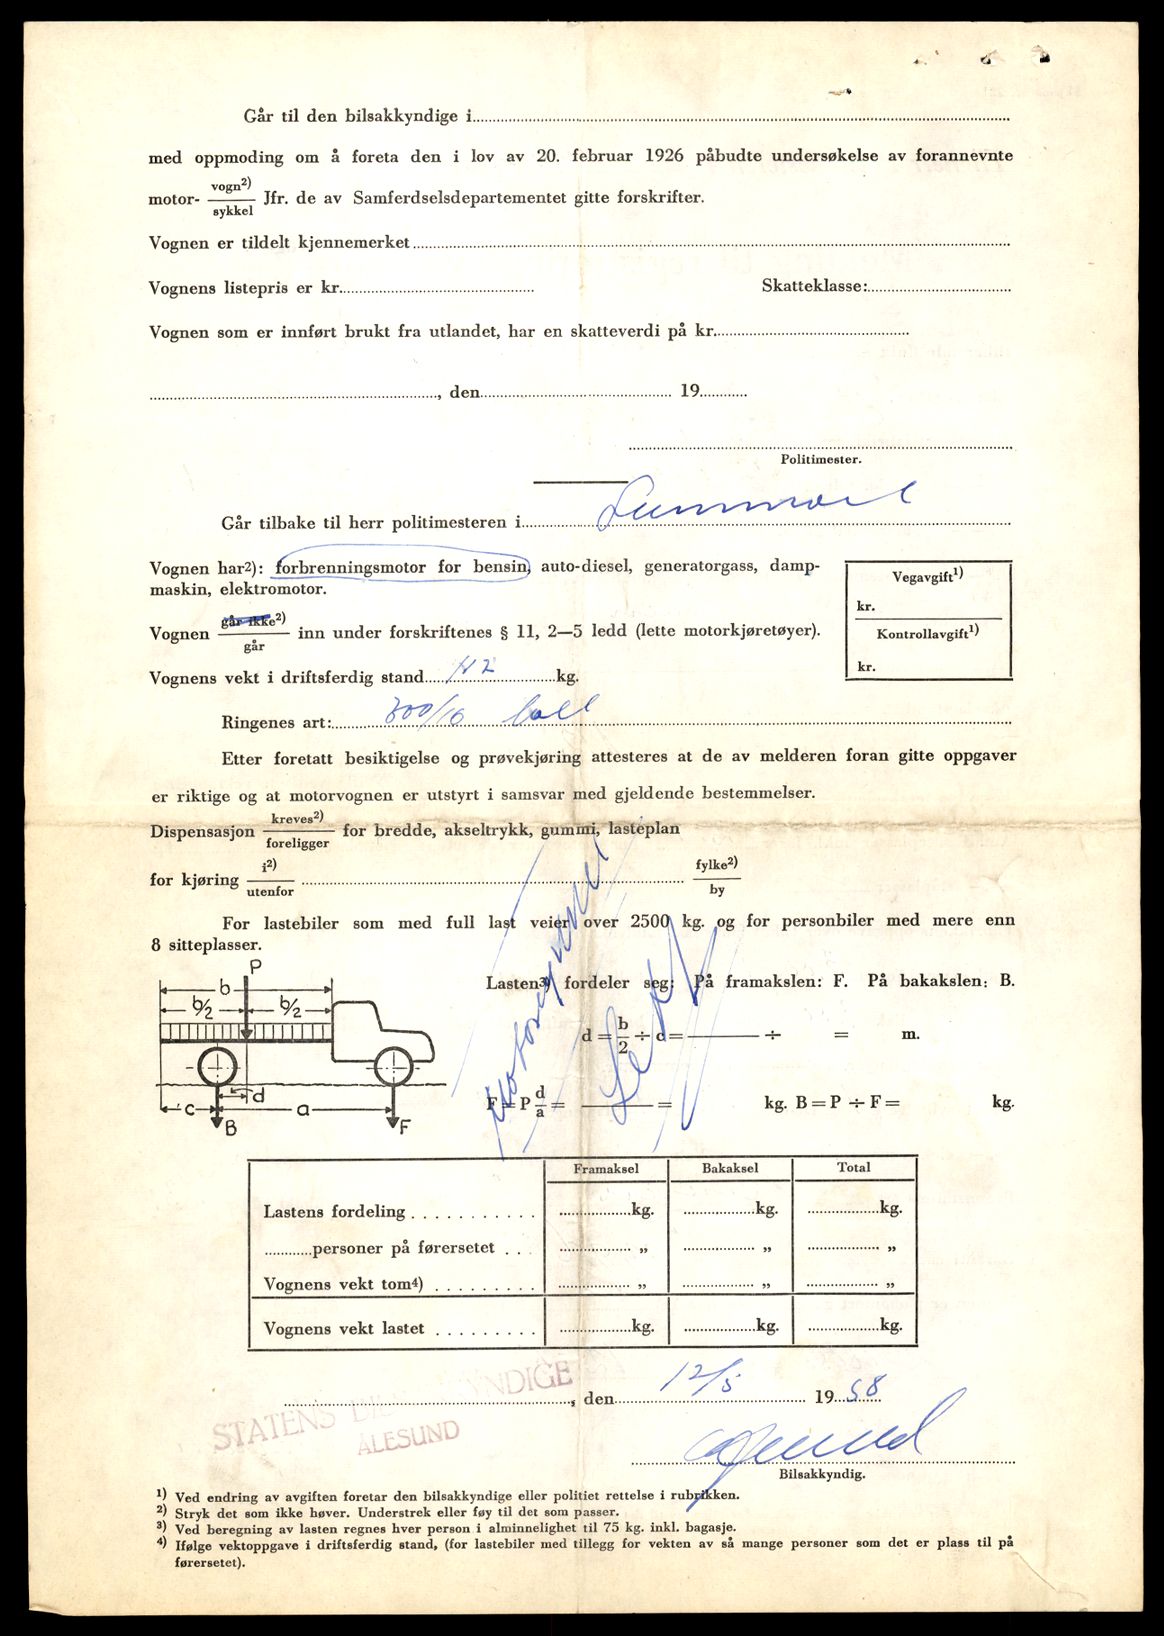 Går til den bilsakkyndige i
med oppmoding om å foreta den i lov av 20. februar 1926 påbudte undersøkelse av forannevnte
motor- vogn2)/sykkel Jfr. de av Samferdselsdepartementet gitte forskrifter.
Vognen er tildelt kjennemerket
Vognens listepris er kr. Skatteklasse:
Vognen som er innført brukt fra utlandet, har en skatteverdi på kr.
, den 19
Politimester.
Går tilbake til herr politimesteren i Sunnmøre
Vognen har2): forbrenningsmotor for bensin, auto-diesel, generatorgass, damp-
maskin, elektromotor.
Vegavgift1)
kr.
Kontrollavgift1)
kr.
Vognen går ikke2)/går inn under forskriftenes § 11, 2—5 ledd (lette motorkjøretøyer).
Vognens vekt i driftsferdig stand 112 kg.
Ringenes art: 300/16
Etter foretatt besiktigelse og prøvekjøring attesteres at de av melderen foran gitte oppgaver
er riktige og at motorvognen er utstyrt i samsvar med gjeldende bestemmelser.
Dispensasjon kreves2)/foreligger for bredde, akseltrykk, gummi, lasteplan
for kjøring i2)/utenfor fylke2)/by
For lastebiler som med full last veier over 2500 kg. og for personbiler med mere enn
8 sitteplasser.
P
b
b/2 b/2
d
c a
B F
Lasten3) fordeler seg: På framakslen: F. På bakakslen: B.
d = b/2 ÷ c = ÷ = m.
F = P d/a = = kg. B = P ÷ F = kg.
Motorsykkel
Lett
Framaksel Bakaksel Total
Lastens fordeling kg. kg. kg.
personer på førersetet „ „ „
Vognens vekt tom4) „ „ „
Vognens vekt lastet kg. kg. kg.
STATENS BILSAKKYNDIGE
ÅLESUND
, den 12/5 19 58
Bilsakkyndig.
1) Ved endring av avgiften foretar den bilsakkyndige eller politiet rettelse i rubrikken.
2) Stryk det som ikke høver. Understrek eller føy til det som passer.
3) Ved beregning av lasten regnes hver person i alminnelighet til 75 kg. inkl. bagasje.
4) Ifølge vektoppgave i driftsferdig stand, (for lastebiler med tillegg for vekten av så mange personer som det er plass til på
førersetet).